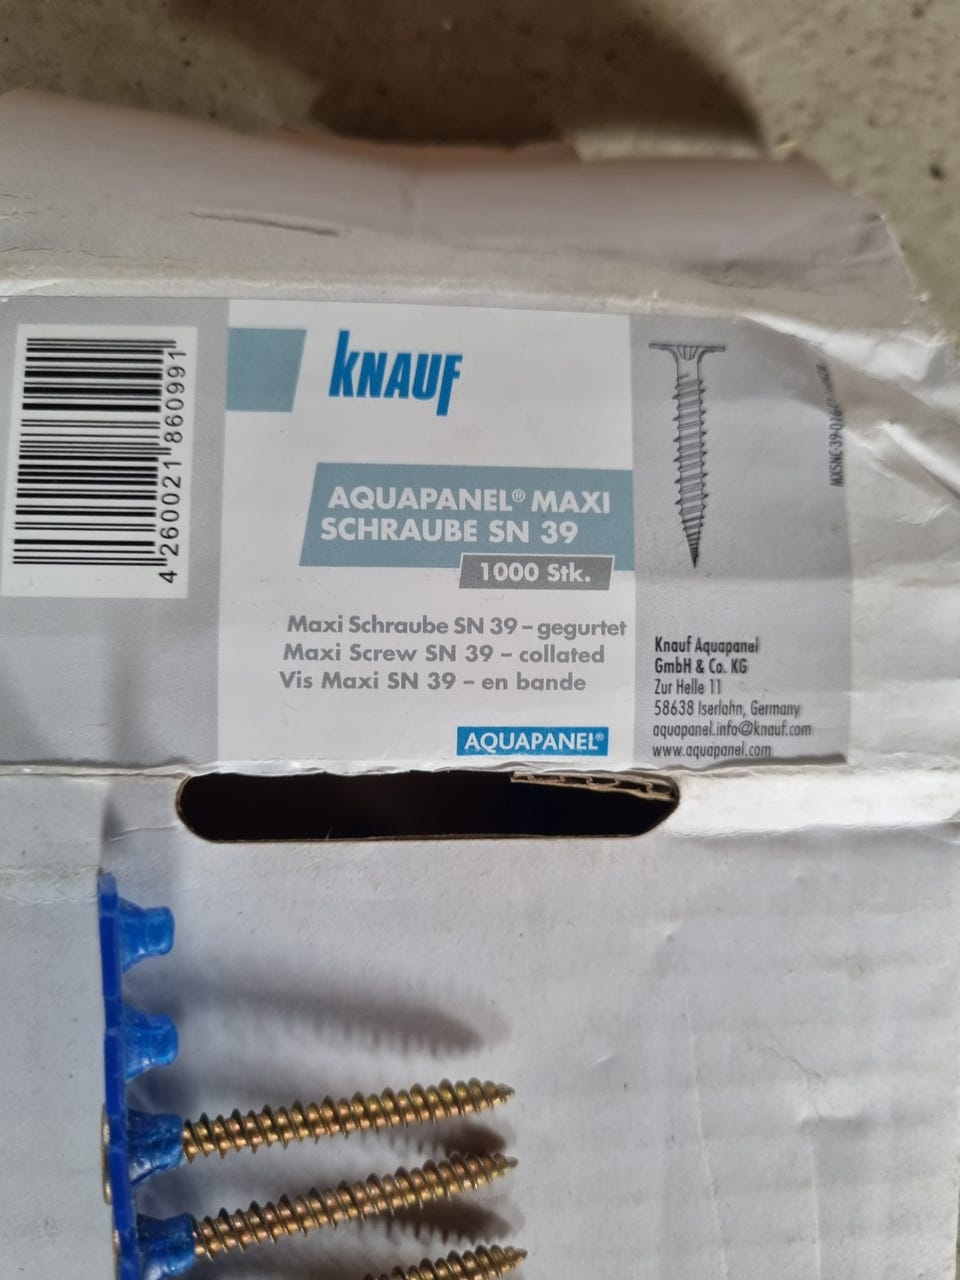 4 260021 860991
KNAUF
AQUAPANEL® MAXI
SCHRAUBE SN 39
1000 Stk.
Maxi Schraube SN 39 – gegurtet
Maxi Screw SN 39 – collated
Vis Maxi SN 39 – en bande
AQUAPANEL®
Knauf Aquapanel
GmbH & Co. KG
Zur Helle 11
58638 Iserlohn, Germany
aquapanel.info@knauf.com
www.aquapanel.com